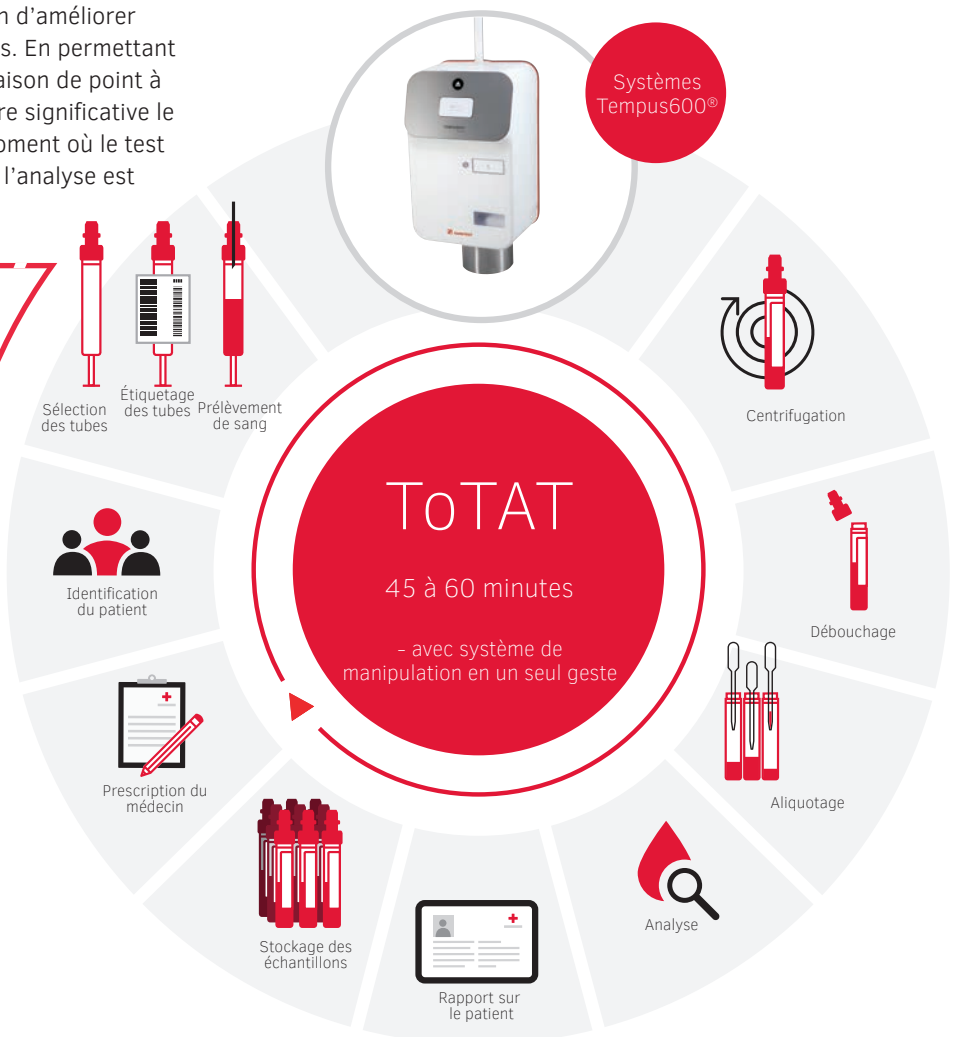 n d’améliorer
s. En permettant
aison de point à
re significative le
oment où le test
l’analyse est
Systèmes
Tempus600®
Sélection
des tubes
Étiquetage
des tubes
Prélèvement
de sang
Centrifugation
Identification
du patient
ToTAT
45 à 60 minutes
- avec système de
manipulation en un seul geste
Débouchage
Prescription du
médecin
Aliquotage
Stockage des
échantillons
Analyse
Rapport sur
le patient